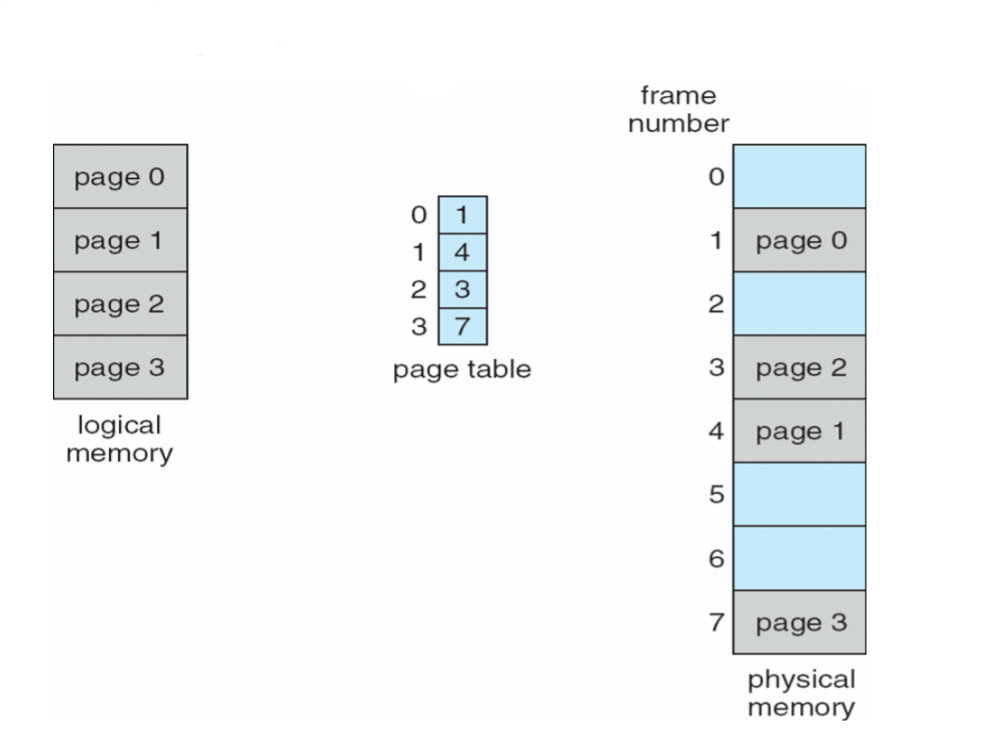 page 0
page 1
page 2
page 3
logical
memory
0 1
1 4
2 3
3 7
page table
frame
number
0
1 page 0
2
3 page 2
4 page 1
5
6
7 page 3
physical
memory